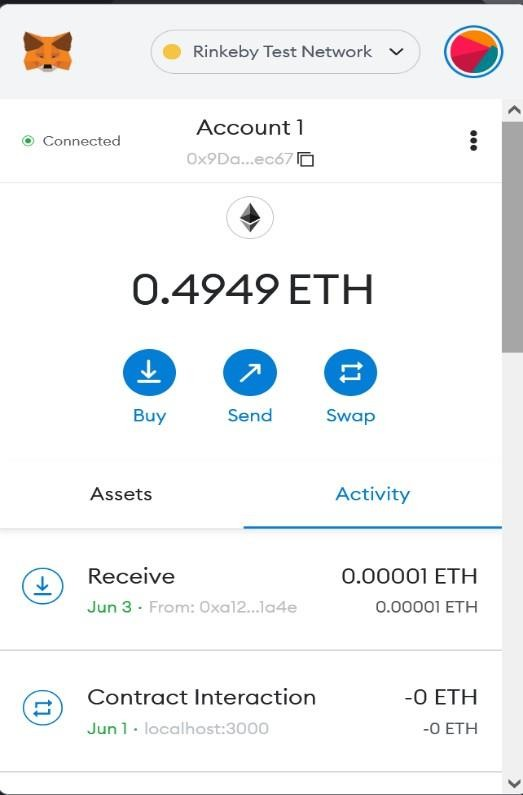 Rinkeby Test Network
Connected
Account 1
0x9Da...ec67
0.4949 ETH
Buy
Send
Swap
Assets
Activity
Receive
0.00001 ETH
Jun 3 · From: 0xa12...1a4e
0.00001 ETH
Contract Interaction
-0 ETH
Jun 1 · localhost:3000
-0 ETH